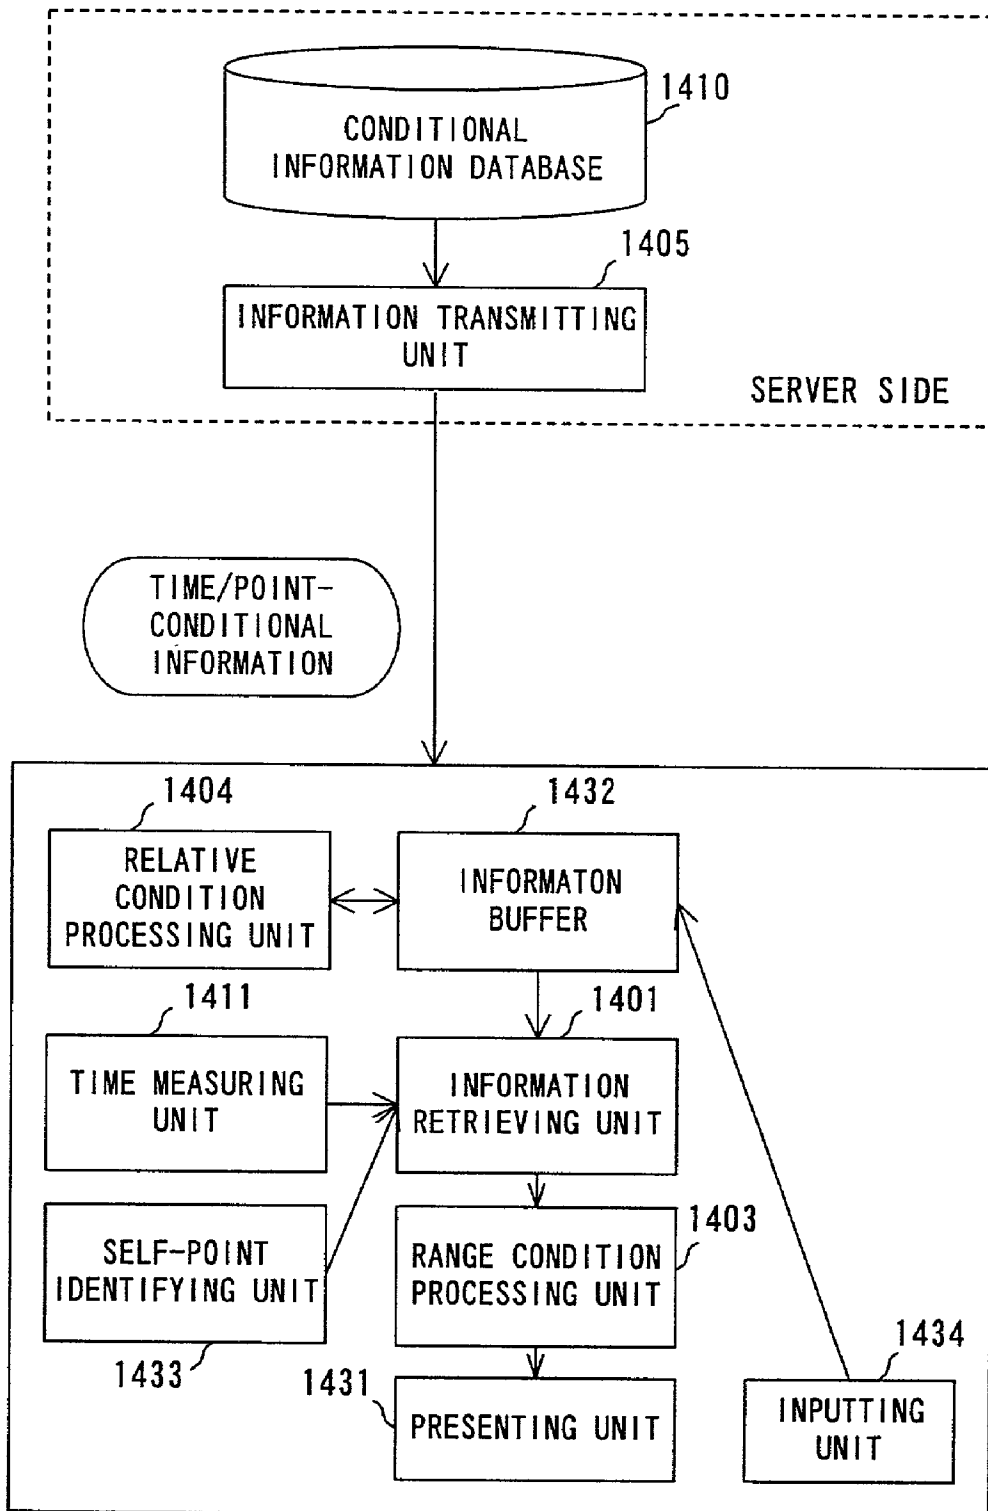 1410
CONDITIONAL
INFORMATION DATABASE
1405
INFORMATION TRANSMITTING
UNIT
SERVER SIDE
TIME/POINT-
CONDITIONAL
INFORMATION
1404
RELATIVE
CONDITION
PROCESSING UNIT
1432
INFORMATON
BUFFER
1411
TIME MEASURING
UNIT
1401
INFORMATION
RETRIEVING UNIT
SELF-POINT
IDENTIFYING UNIT
1433
1403
RANGE CONDITION
PROCESSING UNIT
1431
PRESENTING UNIT
1434
INPUTTING
UNIT